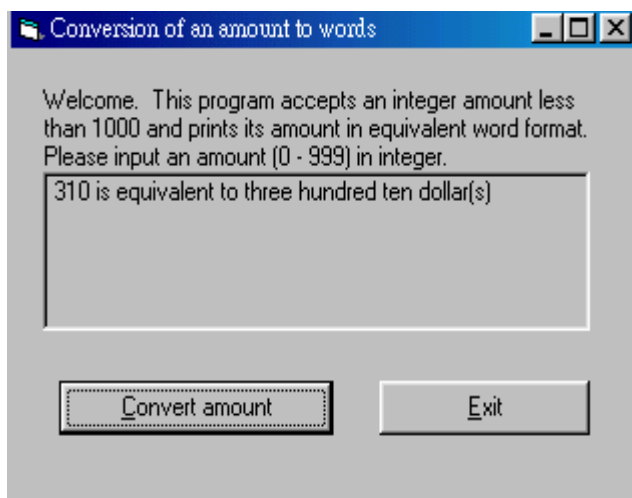 Conversion of an amount to words
Welcome. This program accepts an integer amount less
than 1000 and prints its amount in equivalent word format.
Please input an amount (0 - 999) in integer.
310 is equivalent to three hundred ten dollar(s)
Convert amount
Exit